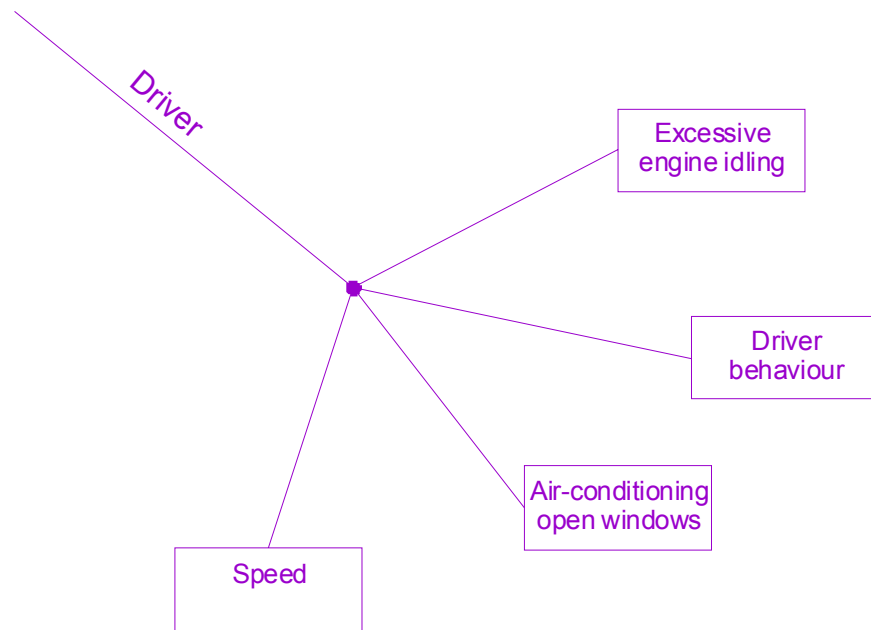 Driver
Excessive
engine idling
Driver
behaviour
Air-conditioning
open windows
Speed